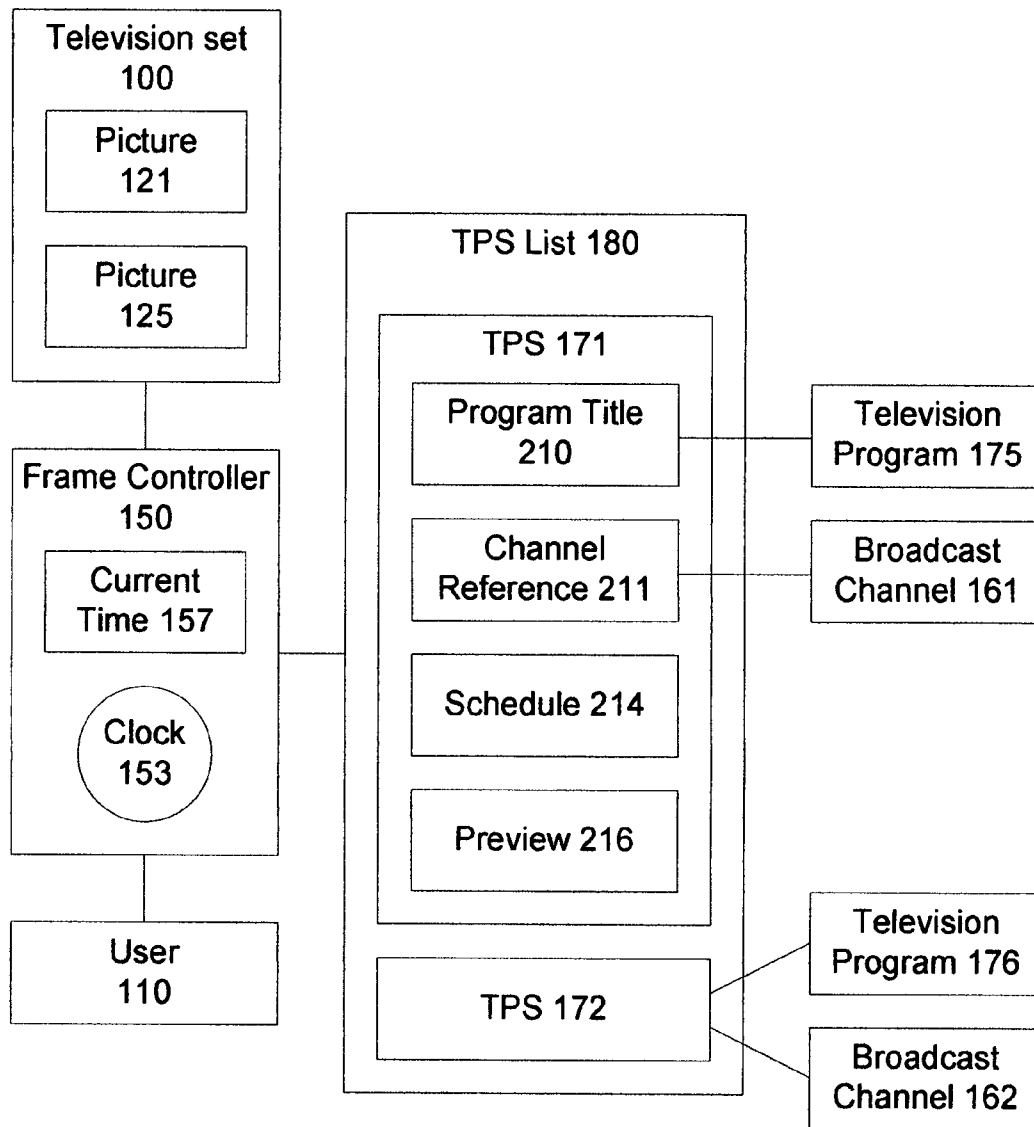 Television set
100
Picture
121
Picture
125
Frame Controller
150
Current
Time 157
Clock
153
User
110
TPS List 180
TPS 171
Program Title
210
Channel
Reference 211
Schedule 214
Preview 216
TPS 172
Television
Program 175
Broadcast
Channel 161
Television
Program 176
Broadcast
Channel 162